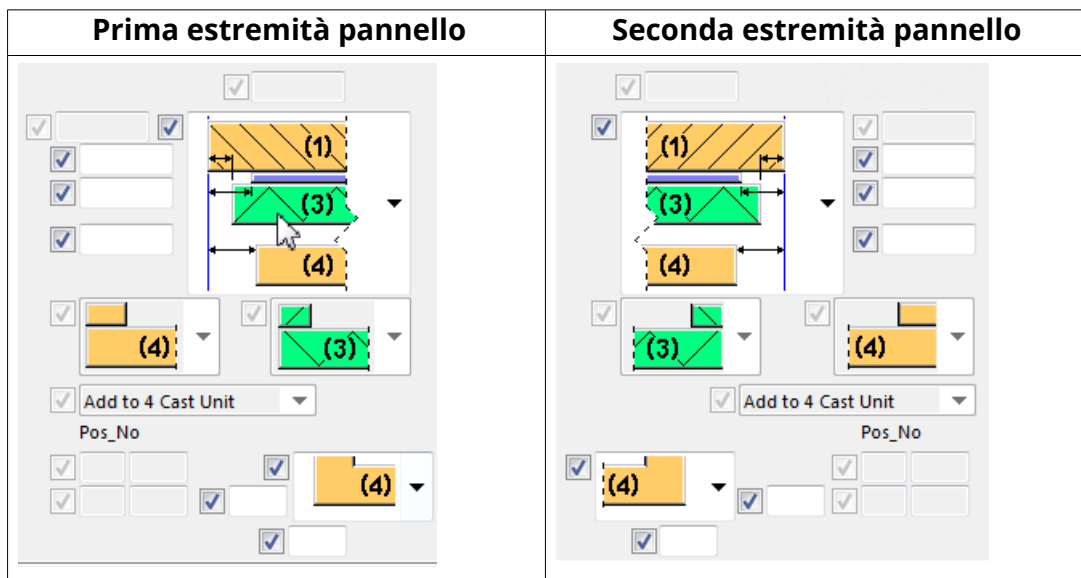 Prima estremità pannello
Seconda estremità pannello
(1)
(3)
(4)
(4)
(3)
Add to 4 Cast Unit
Pos_No
(4)
(1)
(3)
(4)
(3)
(4)
Add to 4 Cast Unit
Pos_No
(4)